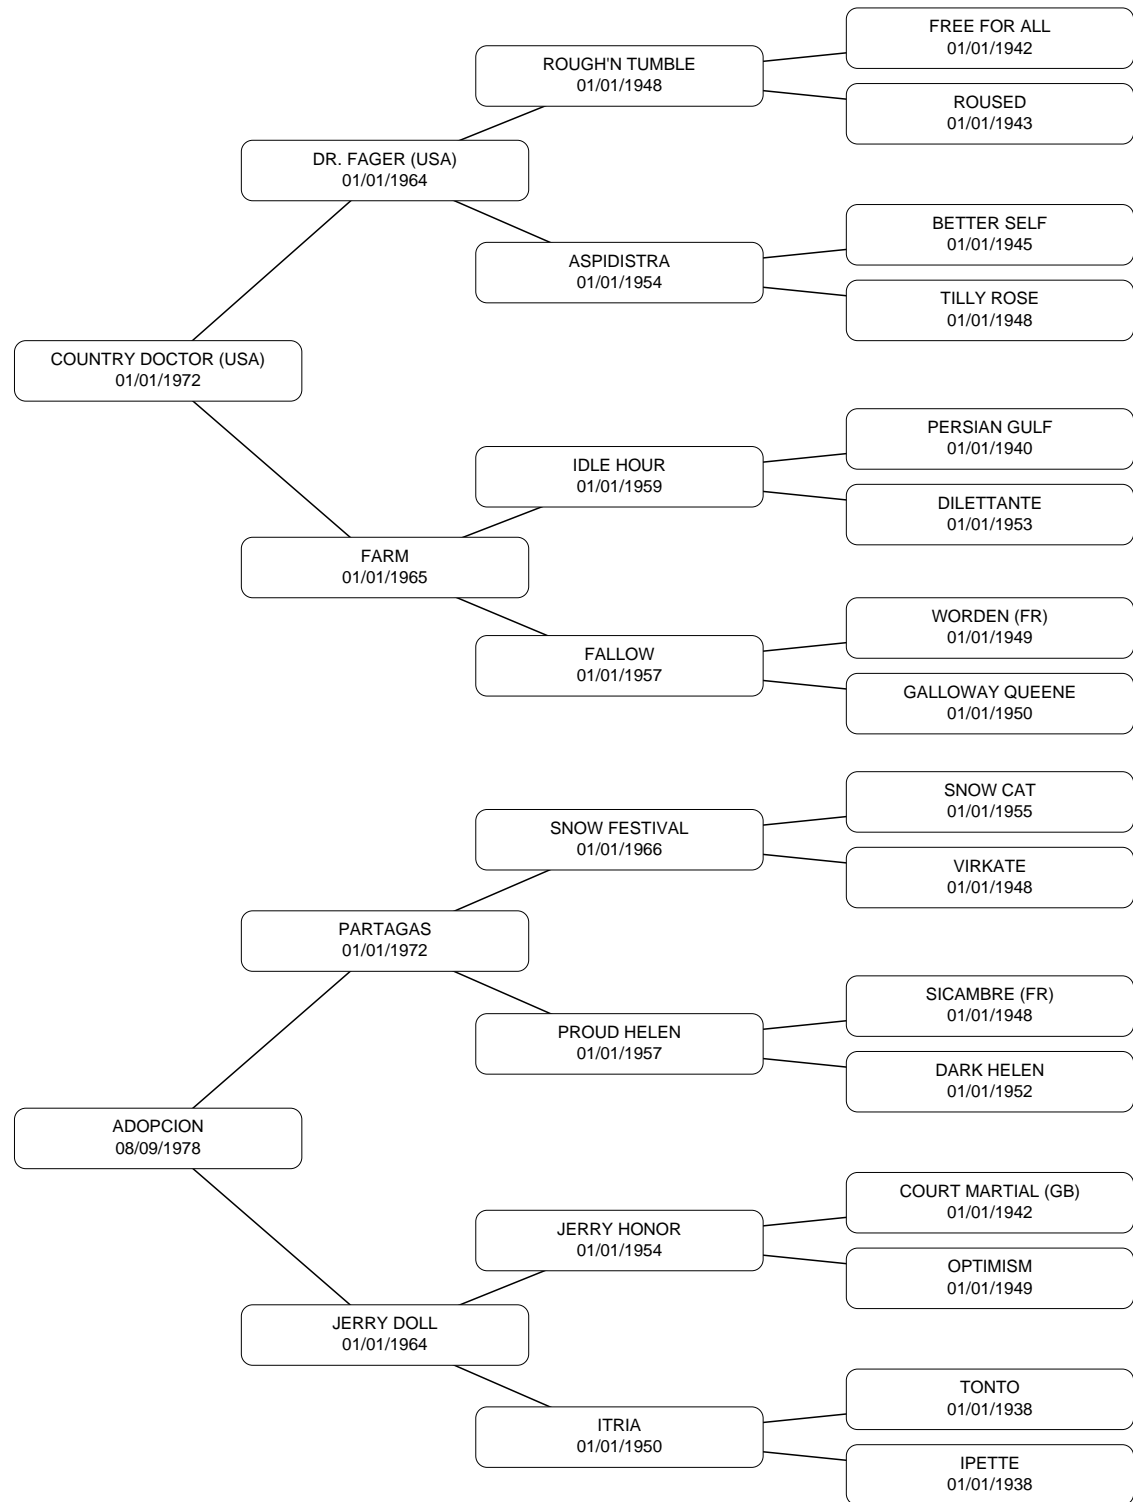 FREE FOR ALL
01/01/1942
ROUGH'N TUMBLE
01/01/1948
ROUSED
01/01/1943
DR. FAGER (USA)
01/01/1964
BETTER SELF
01/01/1945
ASPIDISTRA
01/01/1954
TILLY ROSE
01/01/1948
COUNTRY DOCTOR (USA)
01/01/1972
PERSIAN GULF
01/01/1940
IDLE HOUR
01/01/1959
DILETTANTE
01/01/1953
FARM
01/01/1965
WORDEN (FR)
01/01/1949
FALLOW
01/01/1957
GALLOWAY QUEENE
01/01/1950
SNOW CAT
01/01/1955
SNOW FESTIVAL
01/01/1966
VIRKATE
01/01/1948
PARTAGAS
01/01/1972
SICAMBRE (FR)
01/01/1948
PROUD HELEN
01/01/1957
DARK HELEN
01/01/1952
ADOPCION
08/09/1978
COURT MARTIAL (GB)
01/01/1942
JERRY HONOR
01/01/1954
OPTIMISM
01/01/1949
JERRY DOLL
01/01/1964
TONTO
01/01/1938
ITRIA
01/01/1950
IPETTE
01/01/1938